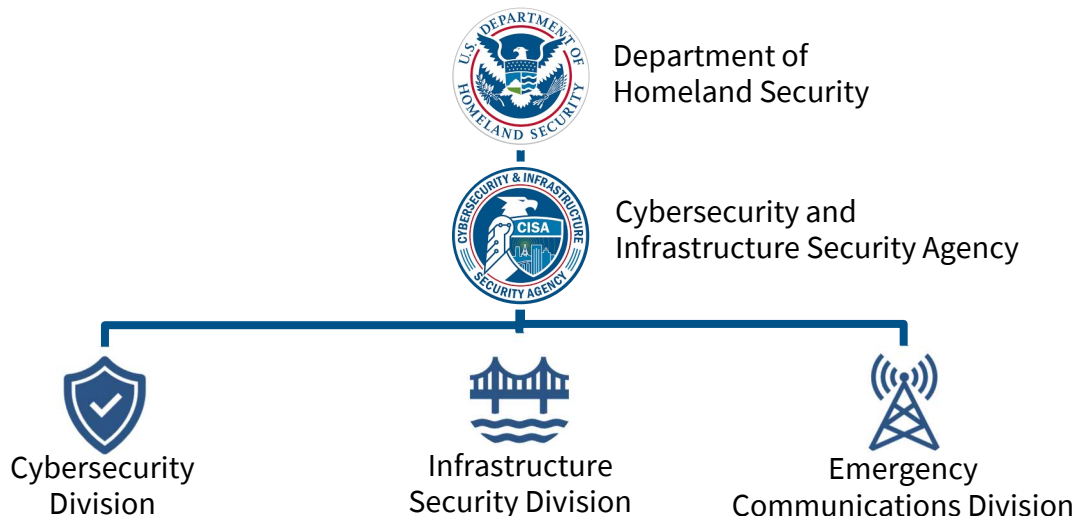 U.S. DEPARTMENT OF
HOMELAND SECURITY
Department of
Homeland Security
CYBERSECURITY & INFRASTRUCTURE
SECURITY AGENCY
CISA
Cybersecurity and
Infrastructure Security Agency
Cybersecurity
Division
Infrastructure
Security Division
Emergency
Communications Division